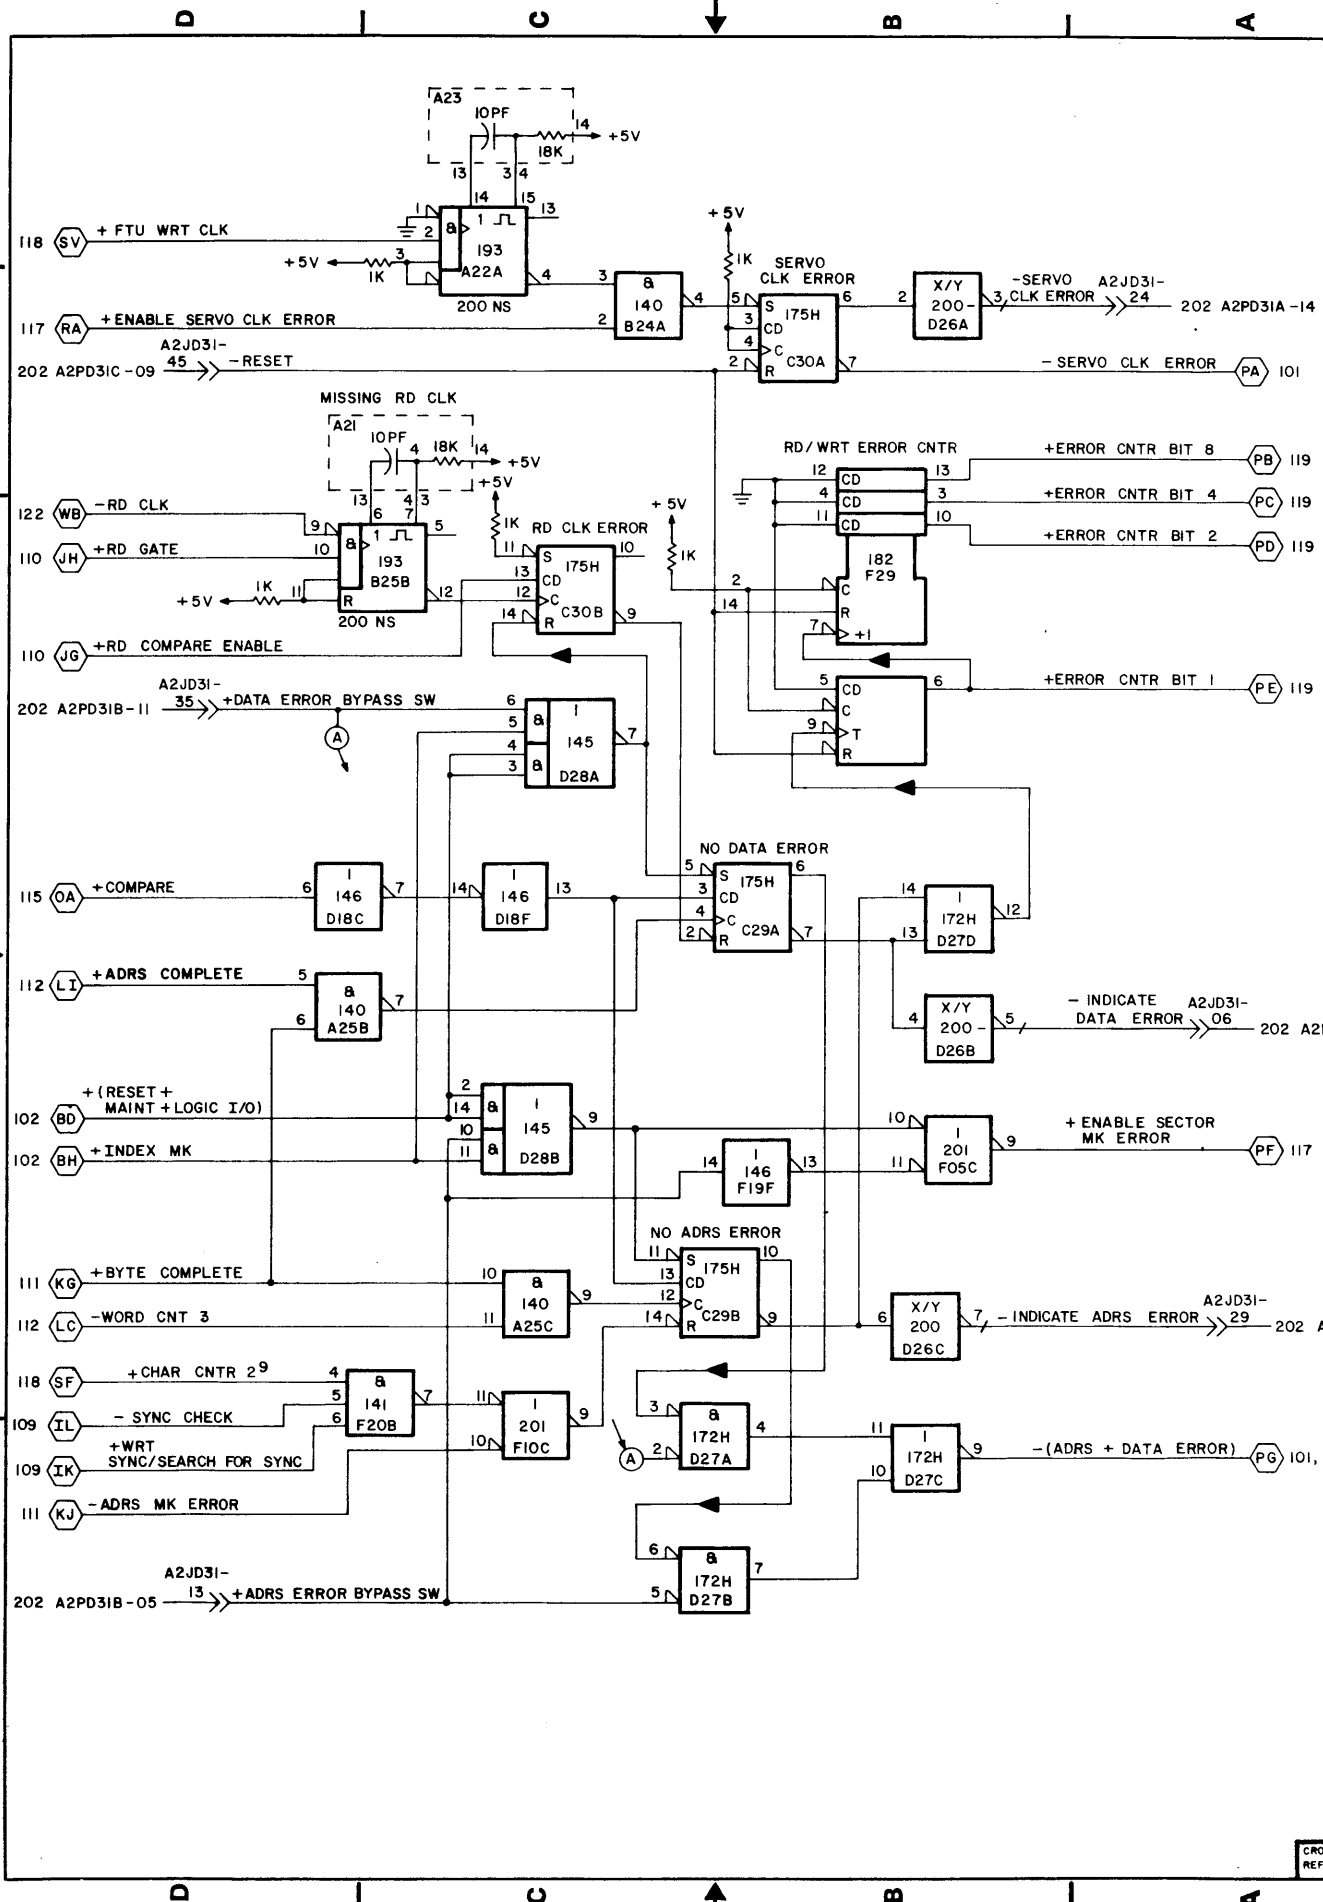 D C B A
A23
10PF
14
+5V
18K
13 3 4
14 15
1 13
+5V
118 SV + FTU WRT CLK
2 & 1
193
A22A
+5V 1K 3
4
200 NS
1K
SERVO
CLK ERROR
3 &
140
B24A
4
2
5 S 6
3 CD 175H
4 C
2 R C30A 7
2 X/Y
200-
D26A
3
-SERVO
CLK ERROR
A2JD31-
24
202 A2PD31A-14
117 RA +ENABLE SERVO CLK ERROR
202 A2PD31C-09
A2JD31-
45
-RESET
- SERVO CLK ERROR PA 101
MISSING RD CLK
A21
10PF 4 18K 14
+5V
13 4 3
6 7
+5V
1K
RD CLK ERROR
+5V
1K
RD/WRT ERROR CNTR
12 CD 13
4 CD 3
11 CD 10
+ERROR CNTR BIT 8 PB 119
+ERROR CNTR BIT 4 PC 119
+ERROR CNTR BIT 2 PD 119
122 WB -RD CLK
9 5
& 1
110 JH +RD GATE
10
193
B25B
+5V 1K 11
R
12
200 NS
11 S 10
13 CD 175H
12 C
14 R C30B 9
182
F29
2 C
14 R
7 +1
110 JG +RD COMPARE ENABLE
202 A2PD31B-11
A2JD31-
35
+DATA ERROR BYPASS SW
A
6
5 & 1
4 145
3 & D28A
7
5 CD 6
C
9 T
R
+ERROR CNTR BIT 1 PE 119
NO DATA ERROR
115 OA +COMPARE
6 1
146
D18C
7
14 1
146
D18F
13
5 S 6
3 CD 175H
4 C
2 R C29A 7
14 1
172H
13 D27D
12
112 LI +ADRS COMPLETE
5 &
140
6 A25B
7
4 X/Y
200-
D26B
5
- INDICATE
DATA ERROR
A2JD31-
06
202
102 BD +(RESET +
MAINT + LOGIC I/O)
102 BH +INDEX MK
2
14 & 1
10 145
11 & D28B
9
14 1
146
F19F
13
10 1
201
11 F05C
9
+ ENABLE SECTOR
MK ERROR
PF 117
NO ADRS ERROR
11 S 10
13 CD 175H
12 C
14 R C29B 9
111 KG +BYTE COMPLETE
10 &
140
11 A25C
9
112 LC -WORD CNT 3
6 X/Y
200
D26C
7
-INDICATE ADRS ERROR
A2JD31-
29
202
118 SF +CHAR CNTR 2⁹
109 IL - SYNC CHECK
109 IK +WRT
SYNC/SEARCH FOR SYNC
111 KJ -ADRS MK ERROR
4 &
5 141
6 F20B
7
11 1
201
10 F10C
9
A
3 &
172H
2 D27A
4
11 1
172H
10 D27C
9
-(ADRS + DATA ERROR) PG 101,
6 &
172H
5 D27B
7
202 A2PD31B-05
A2JD31-
13
+ADRS ERROR BYPASS SW
D C B A